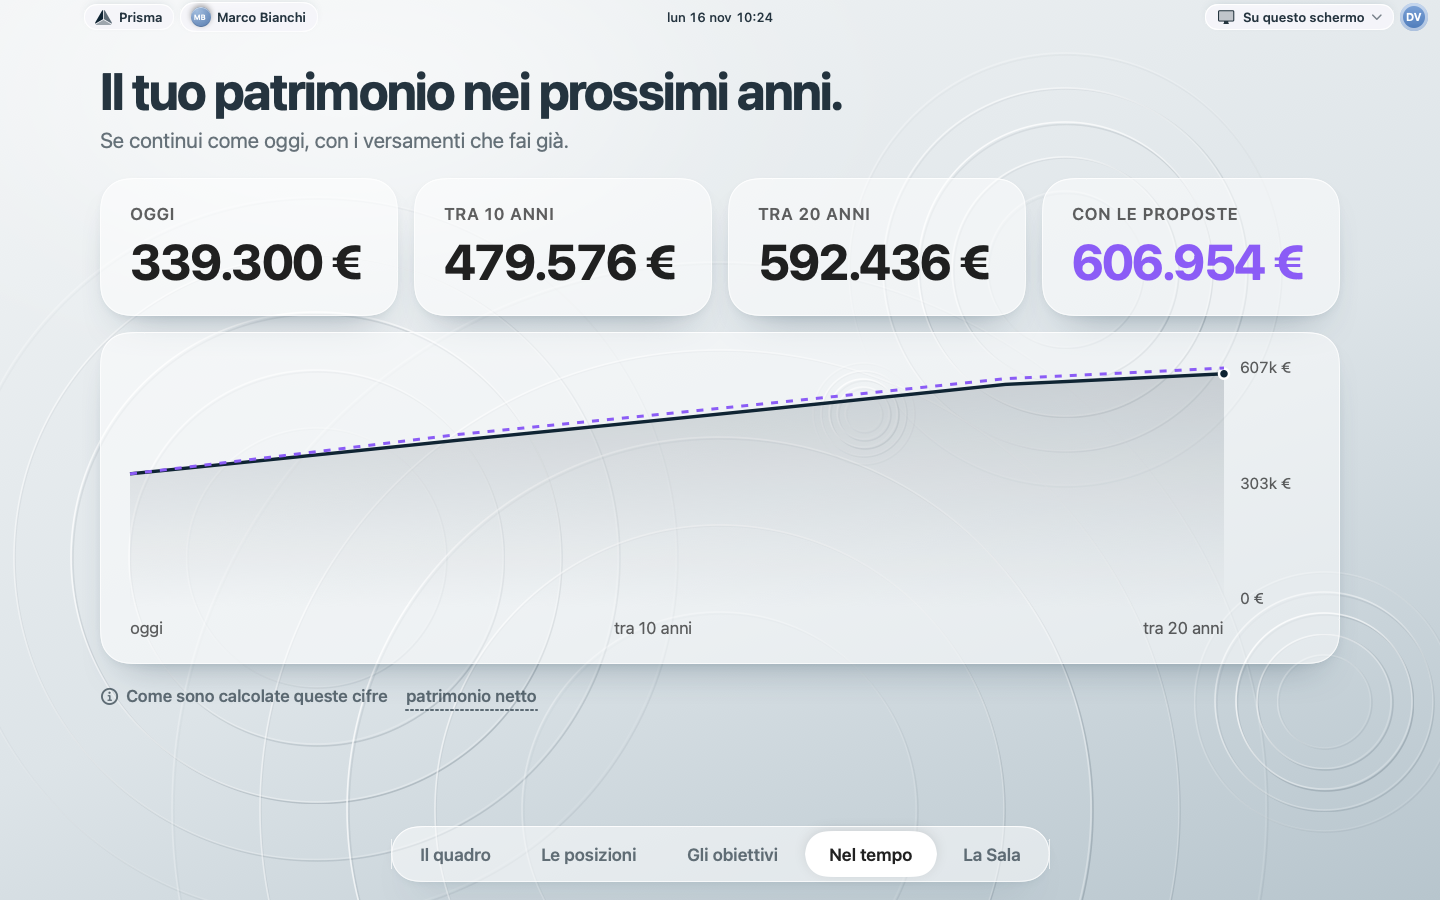 Prisma
MB Marco Bianchi
lun 16 nov 10:24
Su questo schermo
DV
Il tuo patrimonio nei prossimi anni.
Se continui come oggi, con i versamenti che fai già.
OGGI
339.300 €
TRA 10 ANNI
479.576 €
TRA 20 ANNI
592.436 €
CON LE PROPOSTE
606.954 €
607k €
303k €
0 €
oggi
tra 10 anni
tra 20 anni
Come sono calcolate queste cifre patrimonio netto
Il quadro
Le posizioni
Gli obiettivi
Nel tempo
La Sala